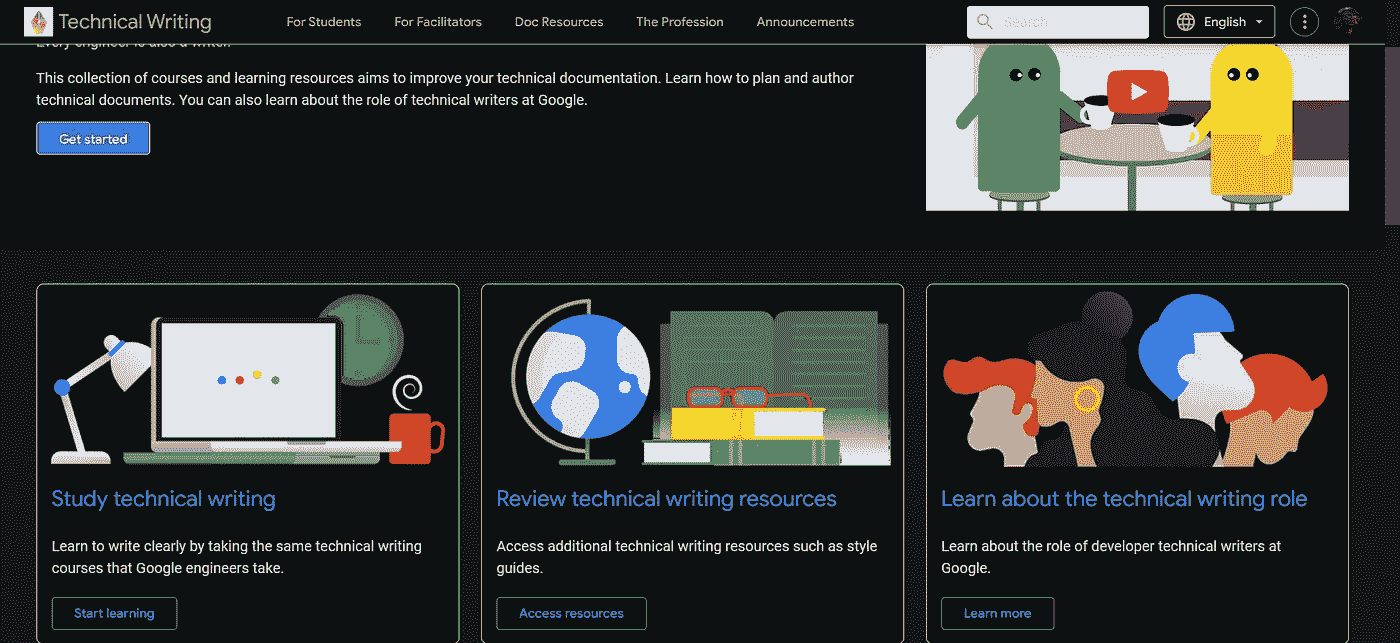 Technical Writing
For Students
For Facilitators
Doc Resources
The Profession
Announcements
Search
English
Every engineer is also a writer.
This collection of courses and learning resources aims to improve your technical documentation. Learn how to plan and author
technical documents. You can also learn about the role of technical writers at Google.
Get started
Study technical writing
Learn to write clearly by taking the same technical writing
courses that Google engineers take.
Start learning
Review technical writing resources
Access additional technical writing resources such as style
guides.
Access resources
Learn about the technical writing role
Learn about the role of developer technical writers at
Google.
Learn more